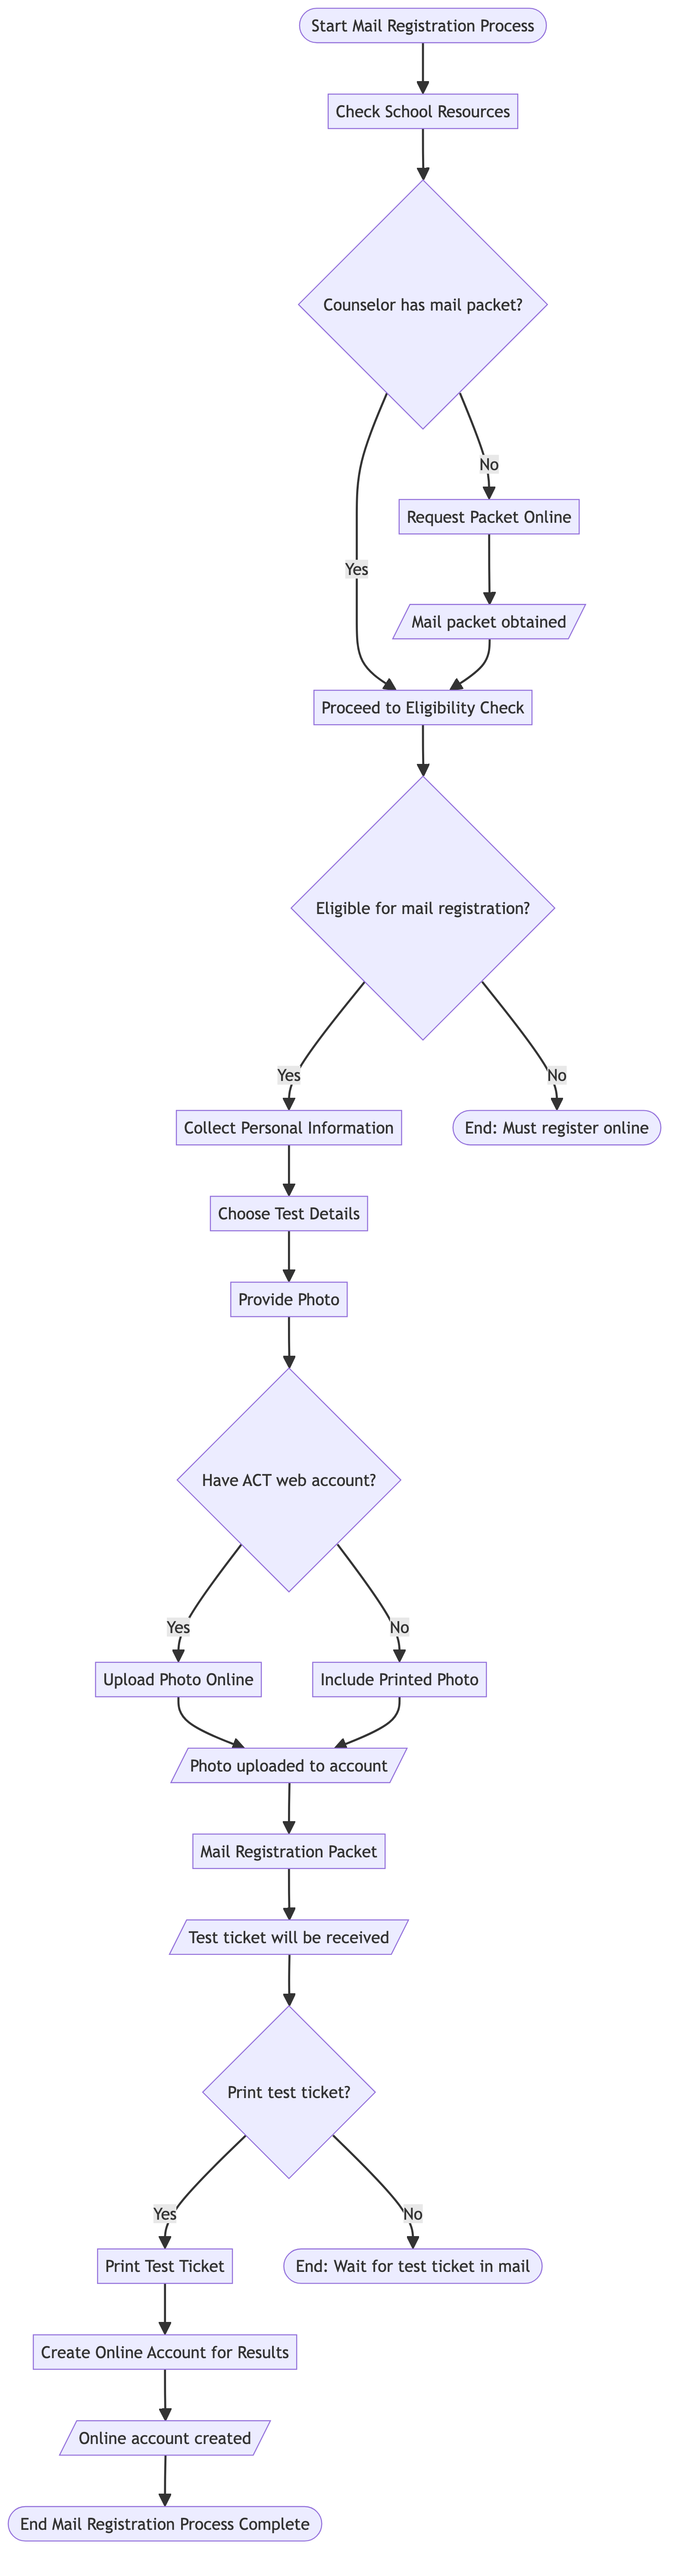 Start Mail Registration Process
Check School Resources
Counselor has mail packet?
No
Request Packet Online
Yes
Mail packet obtained
Proceed to Eligibility Check
Eligible for mail registration?
Yes
No
Collect Personal Information
End: Must register online
Choose Test Details
Provide Photo
Have ACT web account?
Yes
No
Upload Photo Online
Include Printed Photo
Photo uploaded to account
Mail Registration Packet
Test ticket will be received
Print test ticket?
Yes
No
Print Test Ticket
End: Wait for test ticket in mail
Create Online Account for Results
Online account created
End Mail Registration Process Complete